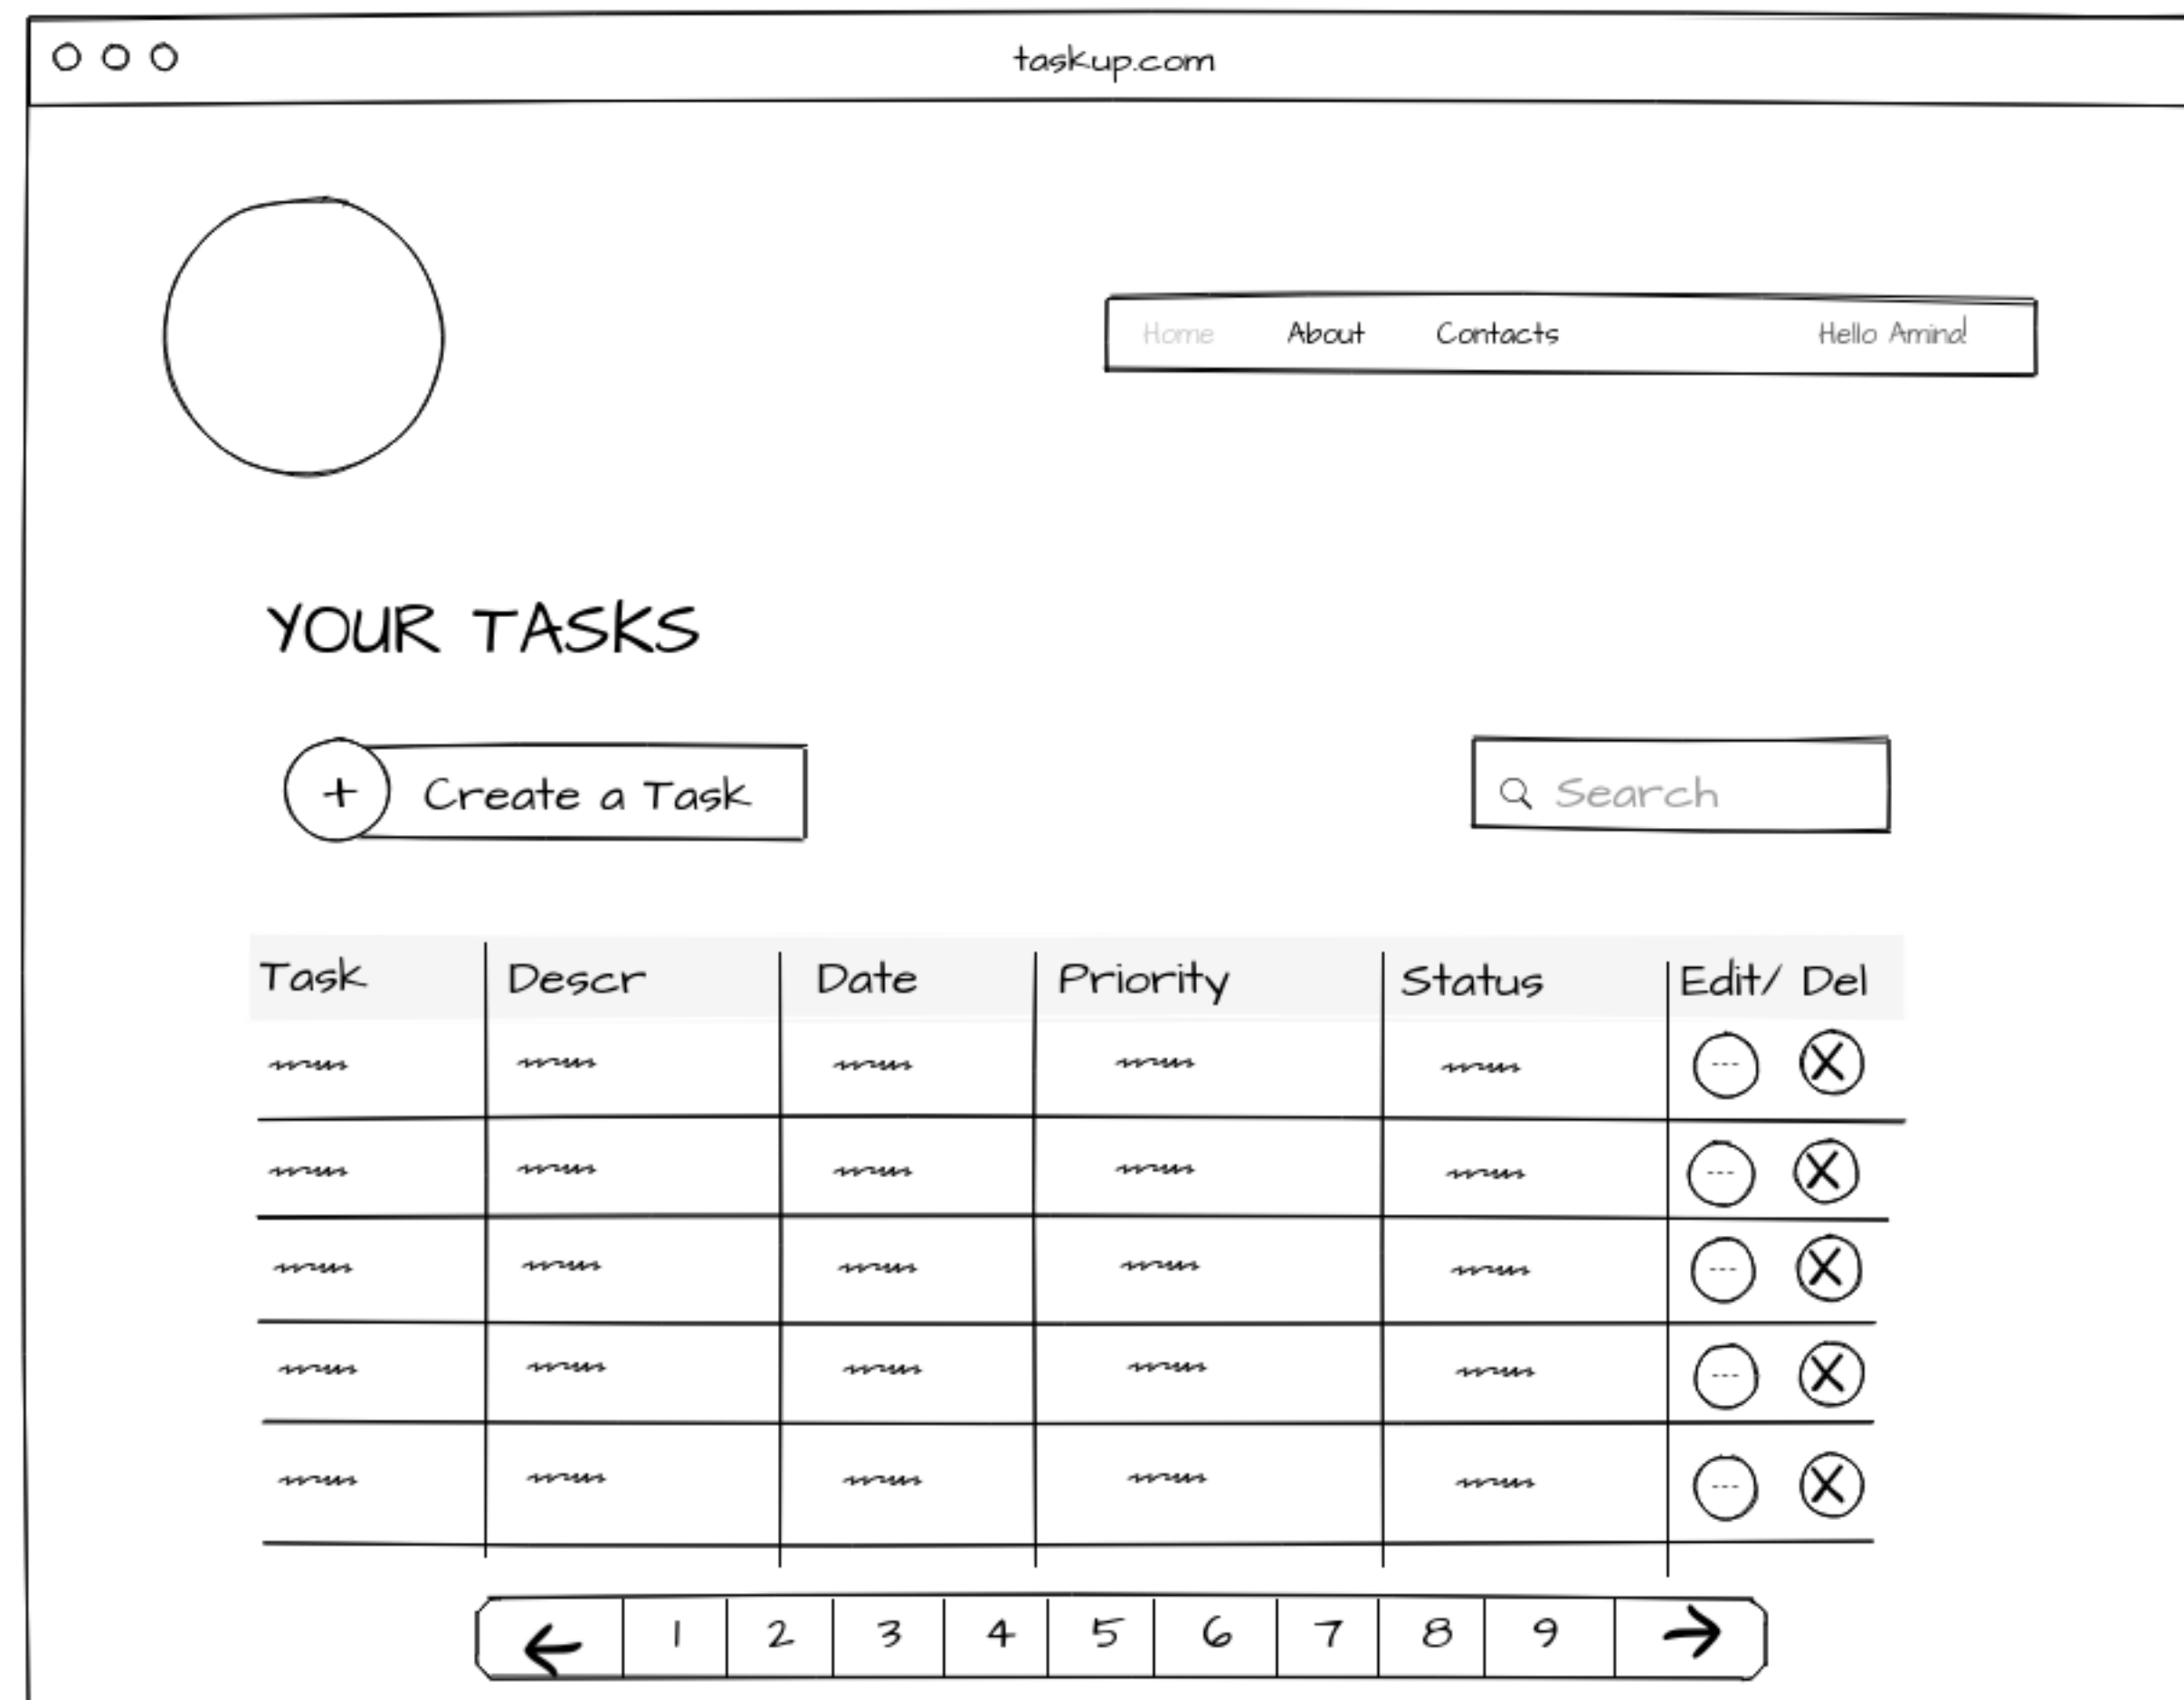 taskup.com
Home About Contacts Hello Amina!
YOUR TASKS
+ Create a Task
Search
Task Descr Date Priority Status Edit/ Del
--- X
--- X
--- X
--- X
--- X
← 1 2 3 4 5 6 7 8 9 →